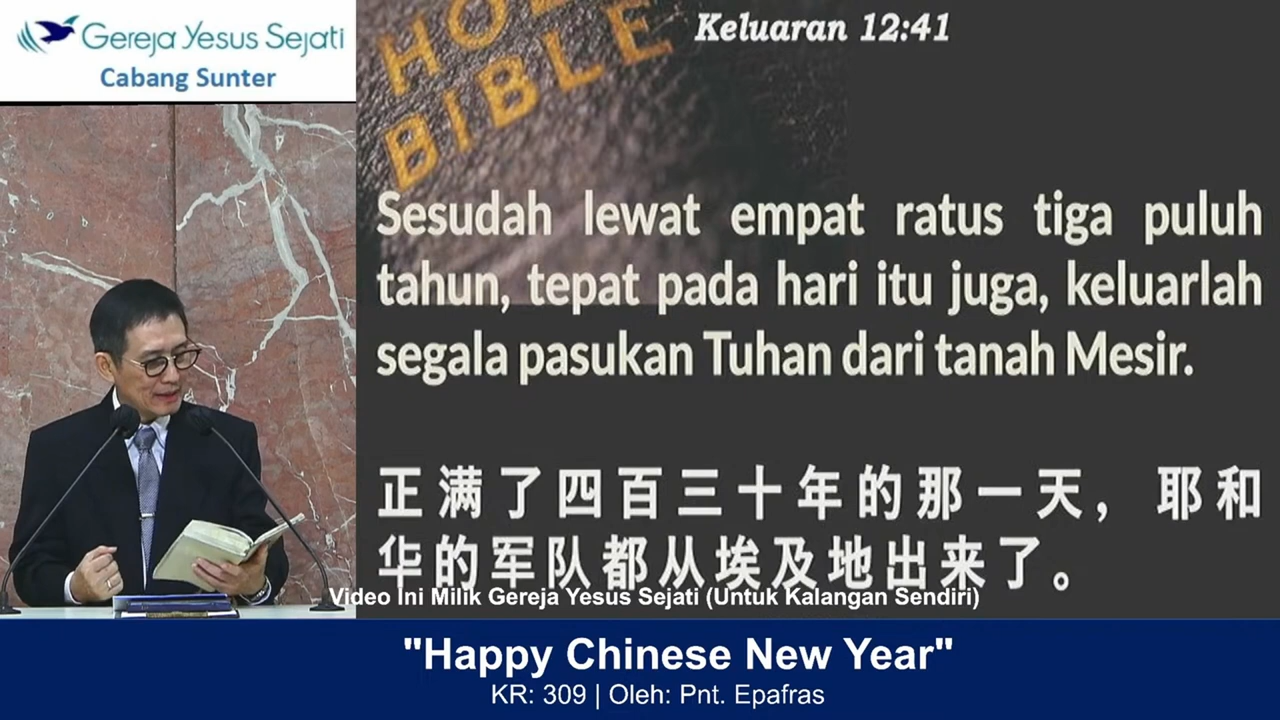 Gereja Yesus Sejati
Cabang Sunter
HOLY
BIBLE
Keluaran 12:41
Sesudah lewat empat ratus tiga puluh
tahun, tepat pada hari itu juga, keluarlah
segala pasukan Tuhan dari tanah Mesir.
正满了四百三十年的那一天，耶和
华的军队都从埃及地出来了。
Video Ini Milik Gereja Yesus Sejati (Untuk Kalangan Sendiri)
"Happy Chinese New Year"
KR: 309 | Oleh: Pnt. Epafras